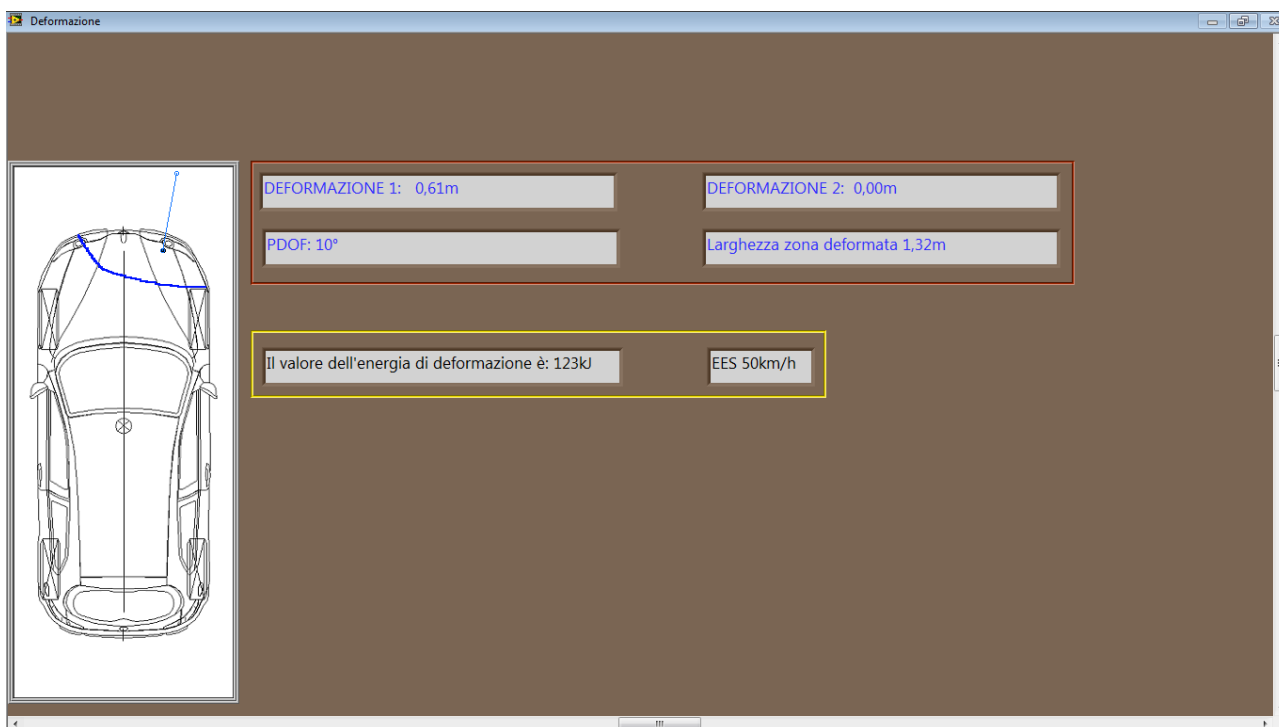 Deformazione
DEFORMAZIONE 1: 0,61m
DEFORMAZIONE 2: 0,00m
PDOF: 10°
Larghezza zona deformata 1,32m
Il valore dell'energia di deformazione è: 123kJ
EES 50km/h